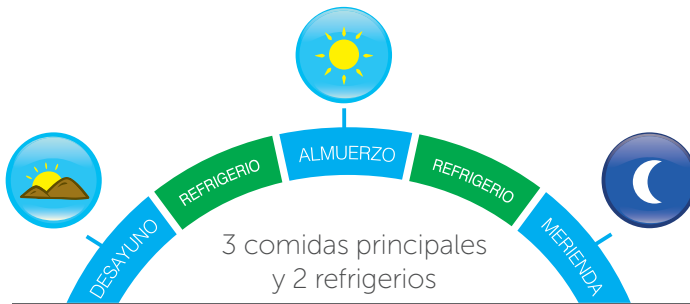 DESAYUNO
REFRIGERIO
ALMUERZO
REFRIGERIO
MERIENDA
3 comidas principales
y 2 refrigerios